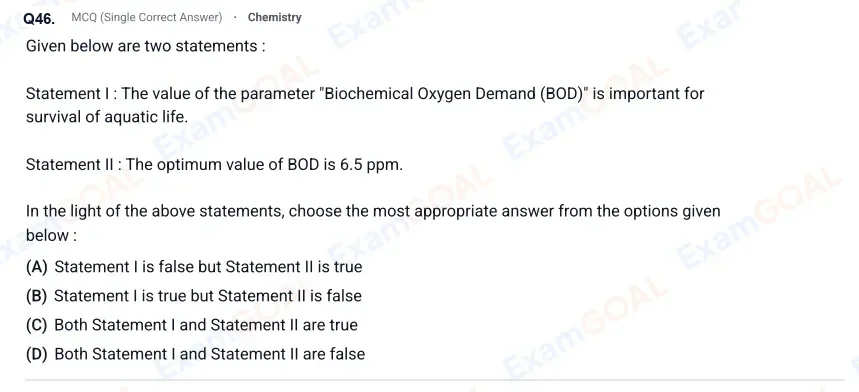 Q46. MCQ (Single Correct Answer) · Chemistry
Given below are two statements :
Statement I : The value of the parameter "Biochemical Oxygen Demand (BOD)" is important for
survival of aquatic life.
Statement II : The optimum value of BOD is 6.5 ppm.
In the light of the above statements, choose the most appropriate answer from the options given
below :
(A) Statement I is false but Statement II is true
(B) Statement I is true but Statement II is false
(C) Both Statement I and Statement II are true
(D) Both Statement I and Statement II are false
ExamGOAL